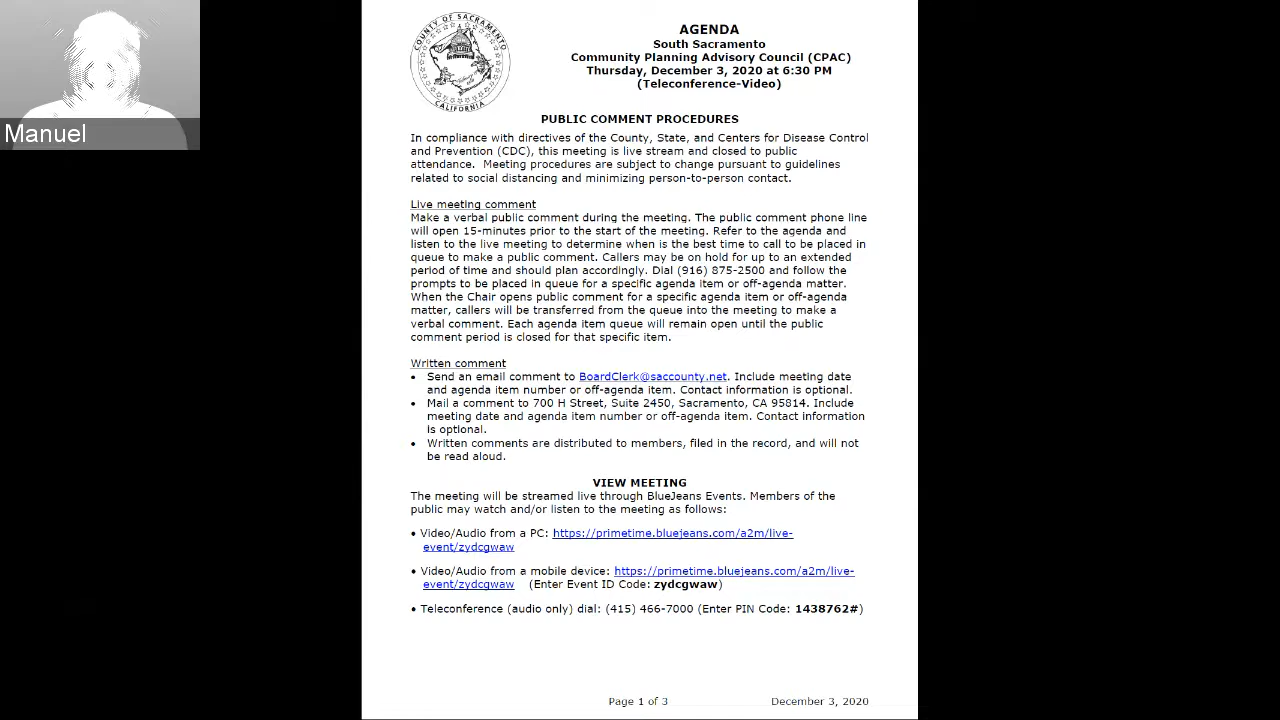 Manuel
COUNTY OF SACRAMENTO
CALIFORNIA
AGENDA
South Sacramento
Community Planning Advisory Council (CPAC)
Thursday, December 3, 2020 at 6:30 PM
(Teleconference-Video)
PUBLIC COMMENT PROCEDURES
In compliance with directives of the County, State, and Centers for Disease Control
and Prevention (CDC), this meeting is live stream and closed to public
attendance. Meeting procedures are subject to change pursuant to guidelines
related to social distancing and minimizing person-to-person contact.
Live meeting comment
Make a verbal public comment during the meeting. The public comment phone line
will open 15-minutes prior to the start of the meeting. Refer to the agenda and
listen to the live meeting to determine when is the best time to call to be placed in
queue to make a public comment. Callers may be on hold for up to an extended
period of time and should plan accordingly. Dial (916) 875-2500 and follow the
prompts to be placed in queue for a specific agenda item or off-agenda matter.
When the Chair opens public comment for a specific agenda item or off-agenda
matter, callers will be transferred from the queue into the meeting to make a
verbal comment. Each agenda item queue will remain open until the public
comment period is closed for that specific item.
Written comment
• Send an email comment to BoardClerk@saccounty.net. Include meeting date
and agenda item number or off-agenda item. Contact information is optional.
• Mail a comment to 700 H Street, Suite 2450, Sacramento, CA 95814. Include
meeting date and agenda item number or off-agenda item. Contact information
is optional.
• Written comments are distributed to members, filed in the record, and will not
be read aloud.
VIEW MEETING
The meeting will be streamed live through BlueJeans Events. Members of the
public may watch and/or listen to the meeting as follows:
• Video/Audio from a PC: https://primetime.bluejeans.com/a2m/live-
event/zydcgwaw
• Video/Audio from a mobile device: https://primetime.bluejeans.com/a2m/live-
event/zydcgwaw (Enter Event ID Code: zydcgwaw)
• Teleconference (audio only) dial: (415) 466-7000 (Enter PIN Code: 1438762#)
Page 1 of 3 December 3, 2020